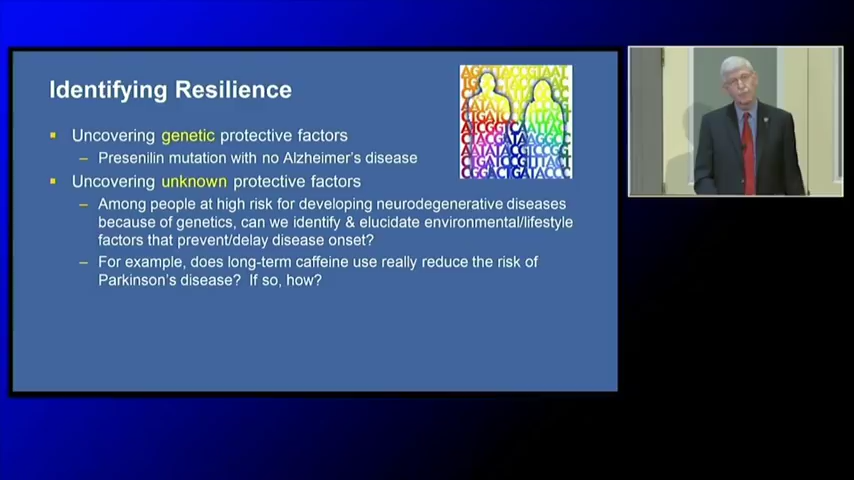 Identifying Resilience
▪ Uncovering genetic protective factors
– Presenilin mutation with no Alzheimer's disease
▪ Uncovering unknown protective factors
– Among people at high risk for developing neurodegenerative diseases
because of genetics, can we identify & elucidate environmental/lifestyle
factors that prevent/delay disease onset?
– For example, does long-term caffeine use really reduce the risk of
Parkinson's disease? If so, how?